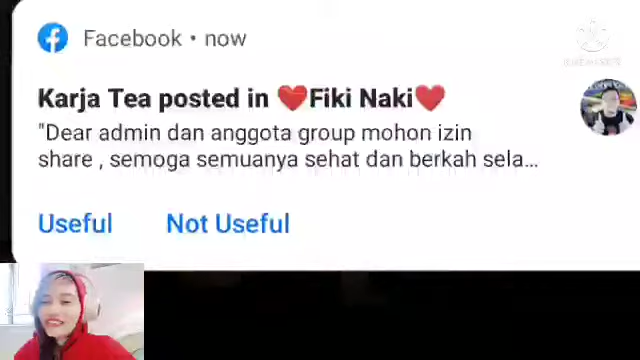 Facebook • now
Karja Tea posted in ❤️Fiki Naki❤️
"Dear admin dan anggota group mohon izin
share , semoga semuanya sehat dan berkah sela...
Useful Not Useful